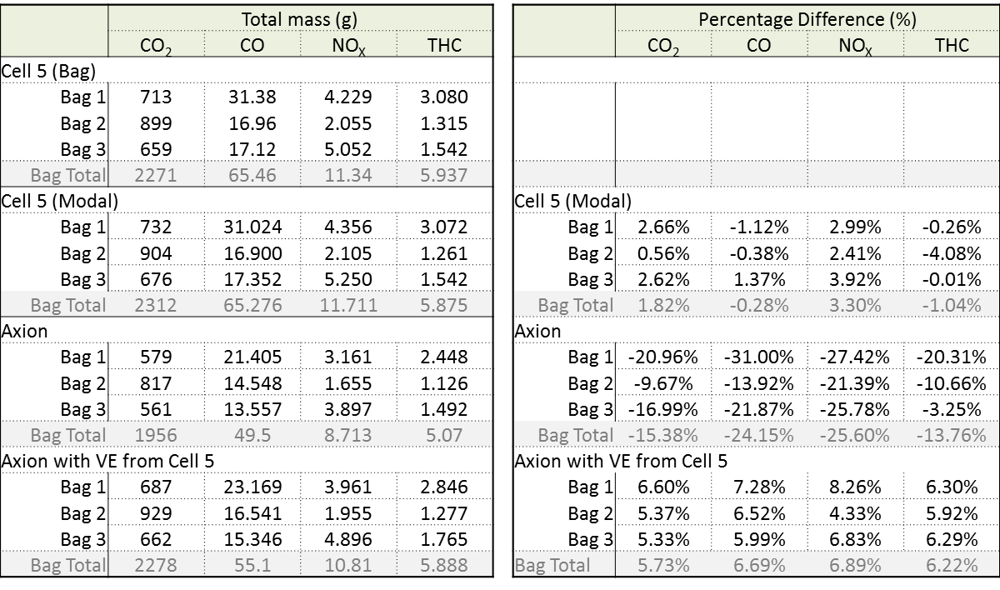 Total mass (g) Percentage Difference (%)
CO₂ CO NOₓ THC CO₂ CO NOₓ THC
Cell 5 (Bag)
Bag 1 713 31.38 4.229 3.080
Bag 2 899 16.96 2.055 1.315
Bag 3 659 17.12 5.052 1.542
Bag Total 2271 65.46 11.34 5.937
Cell 5 (Modal) Cell 5 (Modal)
Bag 1 732 31.024 4.356 3.072 Bag 1 2.66% -1.12% 2.99% -0.26%
Bag 2 904 16.900 2.105 1.261 Bag 2 0.56% -0.38% 2.41% -4.08%
Bag 3 676 17.352 5.250 1.542 Bag 3 2.62% 1.37% 3.92% -0.01%
Bag Total 2312 65.276 11.711 5.875 Bag Total 1.82% -0.28% 3.30% -1.04%
Axion Axion
Bag 1 579 21.405 3.161 2.448 Bag 1 -20.96% -31.00% -27.42% -20.31%
Bag 2 817 14.548 1.655 1.126 Bag 2 -9.67% -13.92% -21.39% -10.66%
Bag 3 561 13.557 3.897 1.492 Bag 3 -16.99% -21.87% -25.78% -3.25%
Bag Total 1956 49.5 8.713 5.07 Bag Total -15.38% -24.15% -25.60% -13.76%
Axion with VE from Cell 5 Axion with VE from Cell 5
Bag 1 687 23.169 3.961 2.846 Bag 1 6.60% 7.28% 8.26% 6.30%
Bag 2 929 16.541 1.955 1.277 Bag 2 5.37% 6.52% 4.33% 5.92%
Bag 3 662 15.346 4.896 1.765 Bag 3 5.33% 5.99% 6.83% 6.29%
Bag Total 2278 55.1 10.81 5.888 Bag Total 5.73% 6.69% 6.89% 6.22%